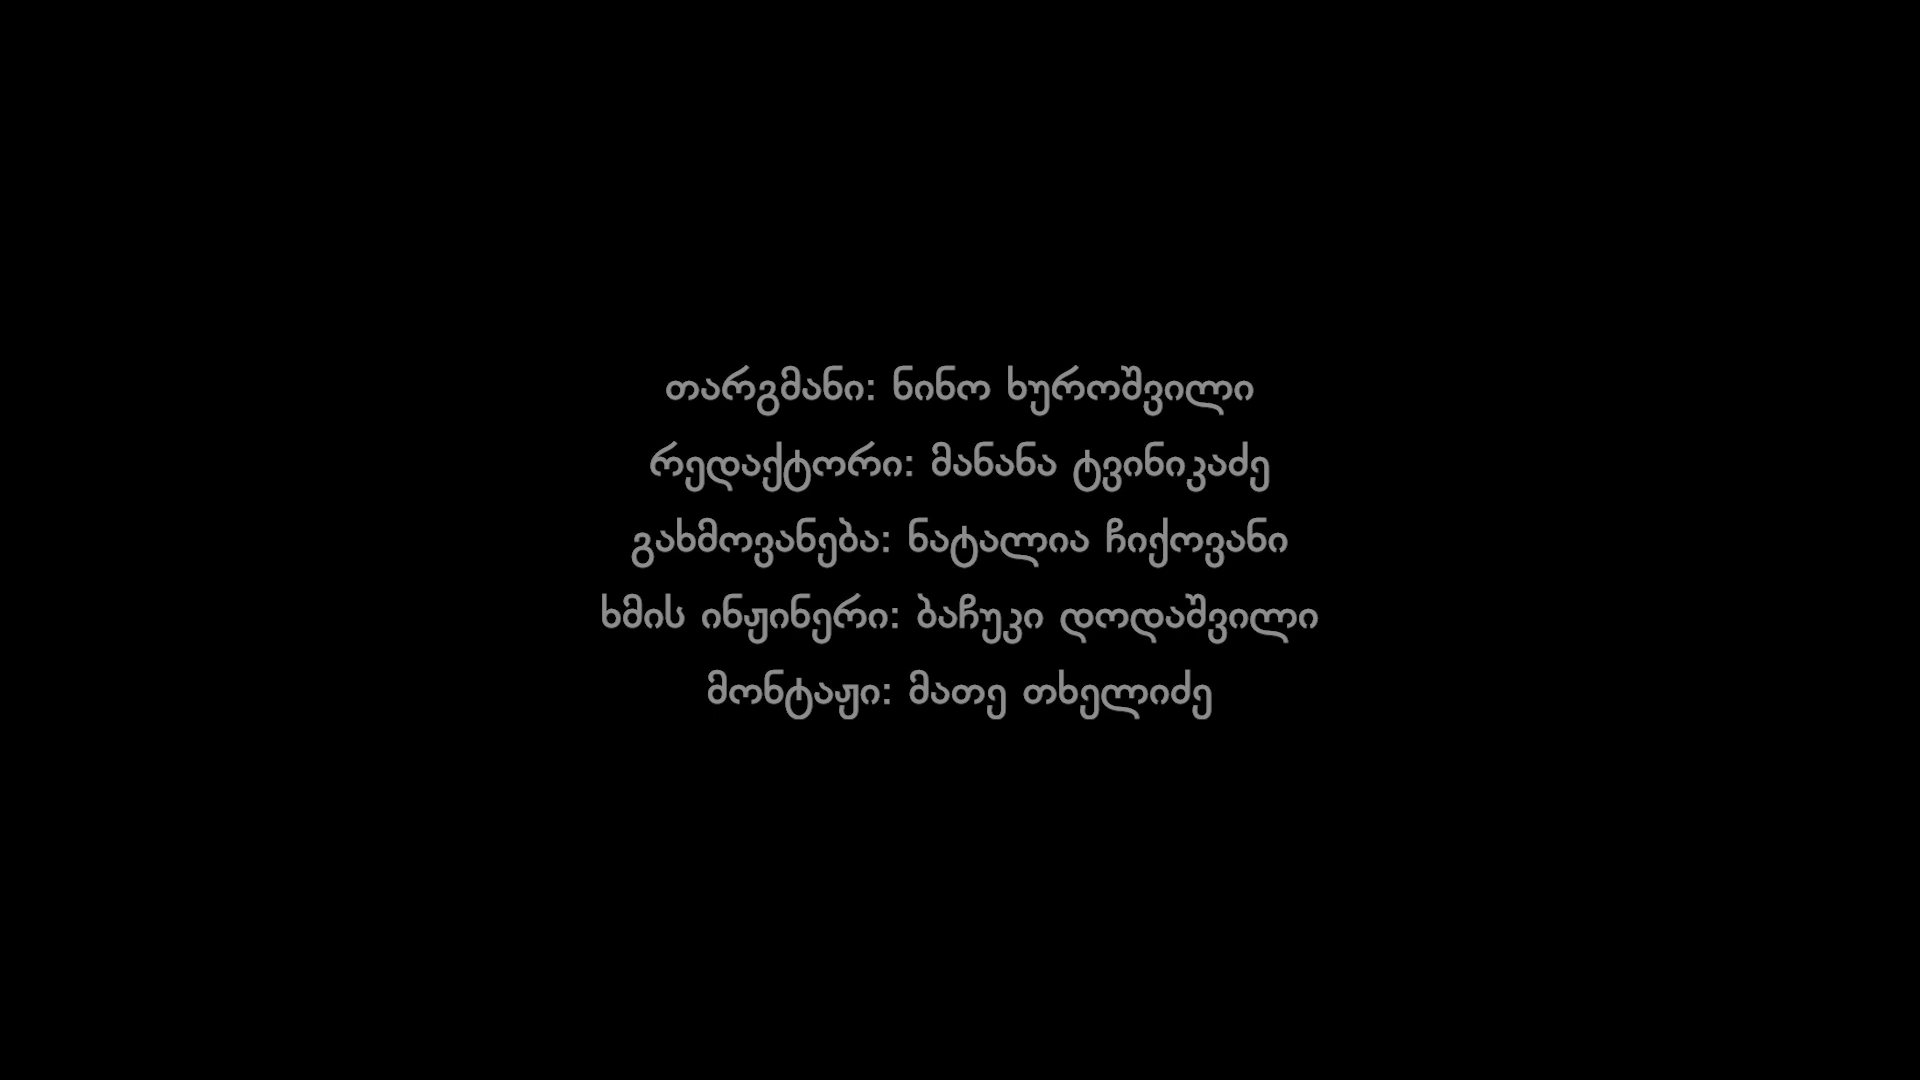 თარგმანი: ნინო ხუროშვილი
რედაქტორი: მანანა ტვინიკაძე
გახმოვანება: ნატალია ჩიქოვანი
ხმის ინჟინერი: ბაჩუკი დოდაშვილი
მონტაჟი: მათე თხელიძე